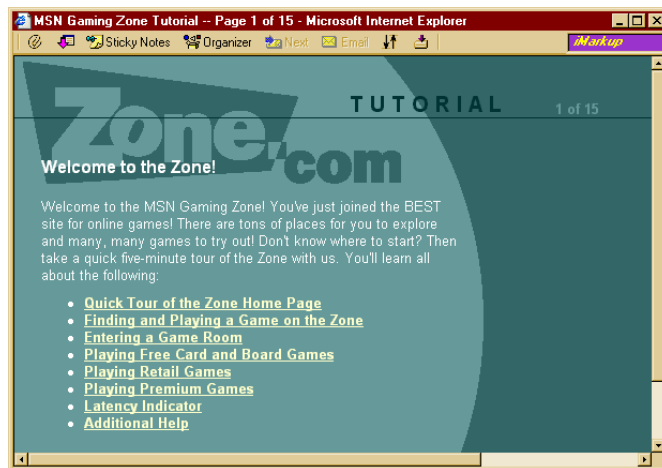 MSN Gaming Zone Tutorial -- Page 1 of 15 - Microsoft Internet Explorer
Sticky Notes Organizer Next Email iMarkup
Zone.com
TUTORIAL 1 of 15
Welcome to the Zone!
Welcome to the MSN Gaming Zone! You've just joined the BEST
site for online games! There are tons of places for you to explore
and many, many games to try out! Don't know where to start? Then
take a quick five-minute tour of the Zone with us. You'll learn all
about the following:
• Quick Tour of the Zone Home Page
• Finding and Playing a Game on the Zone
• Entering a Game Room
• Playing Free Card and Board Games
• Playing Retail Games
• Playing Premium Games
• Latency Indicator
• Additional Help